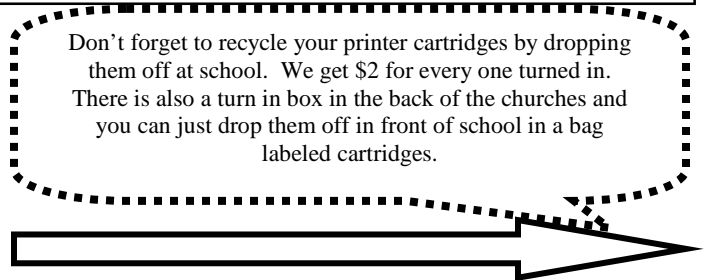 Don't forget to recycle your printer cartridges by dropping
them off at school.  We get $2 for every one turned in.
There is also a turn in box in the back of the churches and
you can just drop them off in front of school in a bag
labeled cartridges.